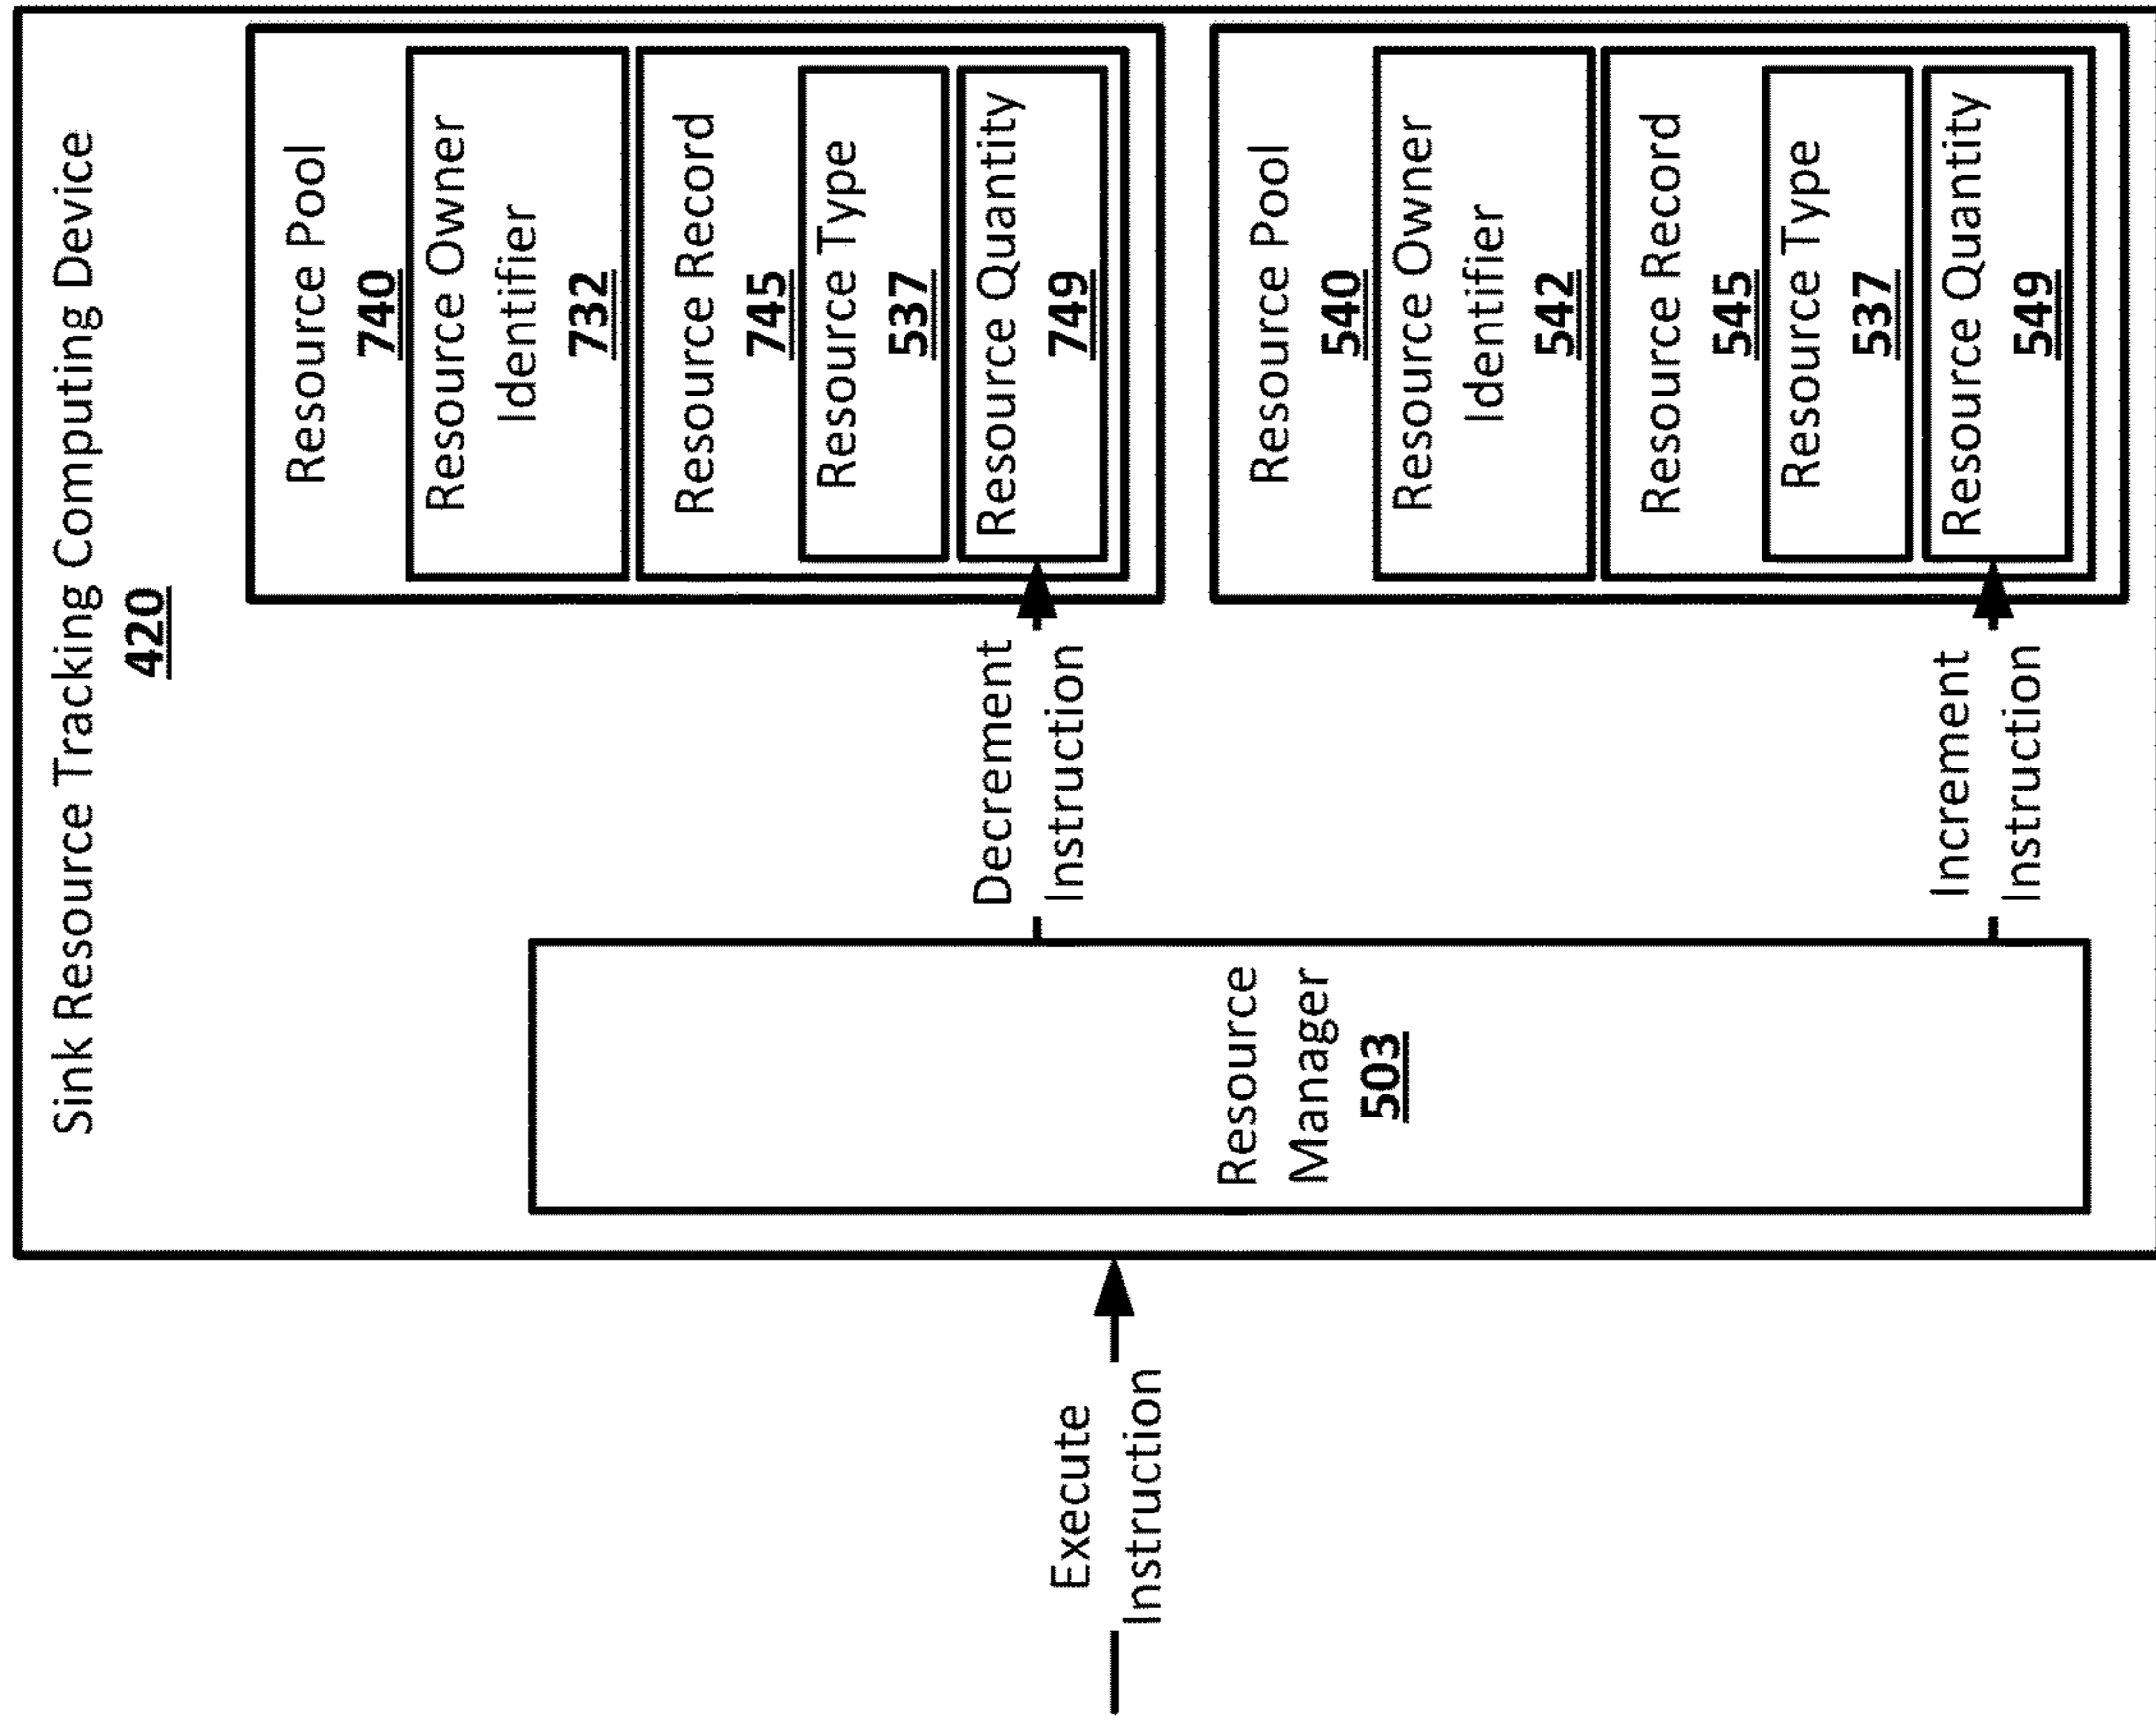 Sink Resource Tracking Computing Device
420
Execute
Instruction
Resource
Manager
503
Decrement
Instruction
Increment
Instruction
Resource Pool
740
Resource Owner
Identifier
732
Resource Record
745
Resource Type
537
Resource Quantity
749
Resource Pool
540
Resource Owner
Identifier
542
Resource Record
545
Resource Type
537
Resource Quantity
549